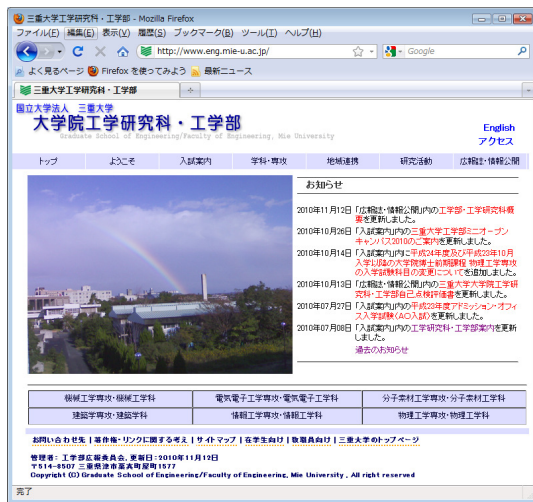 三重大学工学研究科・工学部 - Mozilla Firefox
ファイル(F) 編集(E) 表示(V) 履歴(S) ブックマーク(B) ツール(T) ヘルプ(H)
http://www.eng.mie-u.ac.jp/
Google
よく見るページ Firefox を使ってみよう 最新ニュース
三重大学工学研究科・工学部
国立大学法人 三重大学
大学院工学研究科・工学部
Graduate School of Engineering/Faculty of Engineering, Mie University
English
アクセス
トップ ようこそ 入試案内 学科・専攻 地域連携 研究活動 広報誌・情報公開
お知らせ
2010年11月12日 「広報誌・情報公開」内の工学部・工学研究科概
要を更新しました。
2010年10月26日 「入試案内」内の三重大学工学部ミニオープン
キャンパス2010のご案内を更新しました。
2010年10月14日 「入試案内」内に平成24年度及び平成23年10月
入学以降の大学院博士前期課程 物理工学専攻
の入学試験科目の変更についてを追加しました。
2010年10月13日 「広報誌・情報公開」内の三重大学大学院工学研
究科・工学部自己点検評価書を更新しました。
2010年07月27日 「入試案内」内の平成23年度アドミッション・オフィ
ス入学試験(AO入試)を更新しました。
2010年07月08日 「入試案内」内の工学研究科・工学部案内を更新
しました。
過去のお知らせ
機械工学専攻・機械工学科 電気電子工学専攻・電気電子工学科 分子素材工学専攻・分子素材工学科
建築学専攻・建築学科 情報工学専攻・情報工学科 物理工学専攻・物理工学科
お問い合わせ先 | 著作権・リンクに関する考え | サイトマップ | 在学生向け | 教職員向け | 三重大学のトップページ
管理者: 工学部広報委員会, 更新日:2010年11月12日
〒514-8507 三重県津市栗真町屋町1577
Copyright (C) Graduate School of Engineering/Faculty of Engineering, Mie University , All right reserved
完了